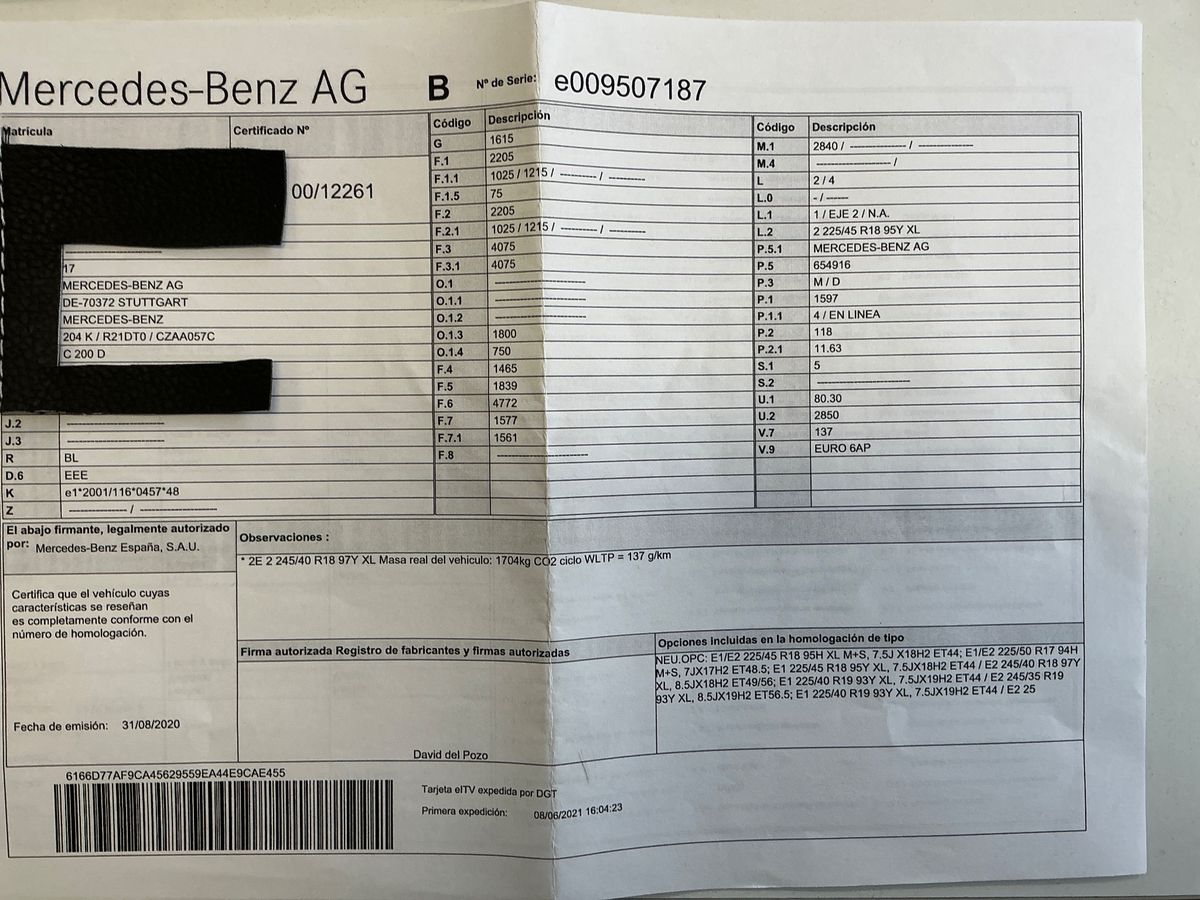 Mercedes-Benz AG B Nº de Serie: e009507187
Matrícula Certificado Nº
00/12261
17
MERCEDES-BENZ AG
DE-70372 STUTTGART
MERCEDES-BENZ
204 K / R21DT0 / CZAA057C
C 200 D
J.2 --------------------
J.3 --------------------
R BL
D.6 EEE
K e1*2001/116*0457*48
Z ------------ / ----------------
Código Descripción
G 1615
F.1 2205
F.1.1 1025 / 1215 / -------- / --------
F.1.5 75
F.2 2205
F.2.1 1025 / 1215 / -------- / --------
F.3 4075
F.3.1 4075
O.1 --------------------
O.1.1 --------------------
O.1.2 --------------------
O.1.3 1800
O.1.4 750
F.4 1465
F.5 1839
F.6 4772
F.7 1577
F.7.1 1561
F.8 --------------------
Código Descripción
M.1 2840 / ------------ / ------------
M.4 ---------------- /
L 2 / 4
L.0 - / -----
L.1 1 / EJE 2 / N.A.
L.2 2 225/45 R18 95Y XL
P.5.1 MERCEDES-BENZ AG
P.5 654916
P.3 M / D
P.1 1597
P.1.1 4 / EN LINEA
P.2 118
P.2.1 11.63
S.1 5
S.2 --------------------
U.1 80.30
U.2 2850
V.7 137
V.9 EURO 6AP
El abajo firmante, legalmente autorizado
por: Mercedes-Benz España, S.A.U.
Certifica que el vehículo cuyas
características se reseñan
es completamente conforme con el
número de homologación.
Fecha de emisión: 31/08/2020
Observaciones :
* 2E 2 245/40 R18 97Y XL Masa real del vehiculo: 1704kg CO2 ciclo WLTP = 137 g/km
Firma autorizada Registro de fabricantes y firmas autorizadas
David del Pozo
Opciones incluidas en la homologación de tipo
NEU.OPC: E1/E2 225/45 R18 95H XL M+S, 7.5J X18H2 ET44; E1/E2 225/50 R17 94H
M+S, 7JX17H2 ET48.5; E1 225/45 R18 95Y XL, 7.5JX18H2 ET44 / E2 245/40 R18 97Y
XL, 8.5JX18H2 ET49/56; E1 225/40 R19 93Y XL, 7.5JX19H2 ET44 / E2 245/35 R19
93Y XL, 8.5JX19H2 ET56.5; E1 225/40 R19 93Y XL, 7.5JX19H2 ET44 / E2 25
6166D77AF9CA45629559EA44E9CAE455
Tarjeta eITV expedida por DGT
Primera expedición: 08/06/2021 16:04:23